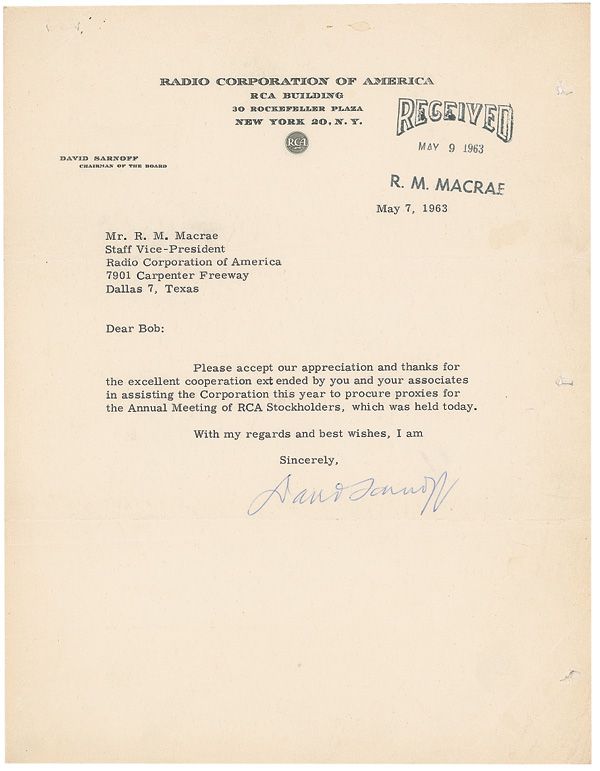 RADIO CORPORATION OF AMERICA
RCA BUILDING
30 ROCKEFELLER PLAZA
NEW YORK 20, N. Y.
RCA
RECEIVED
MAY 9 1963
R. M. MACRAE
DAVID SARNOFF
CHAIRMAN OF THE BOARD
May 7, 1963
Mr. R. M. Macrae
Staff Vice-President
Radio Corporation of America
7901 Carpenter Freeway
Dallas 7, Texas
Dear Bob:
Please accept our appreciation and thanks for
the excellent cooperation extended by you and your associates
in assisting the Corporation this year to procure proxies for
the Annual Meeting of RCA Stockholders, which was held today.
With my regards and best wishes, I am
Sincerely,
David Sarnoff